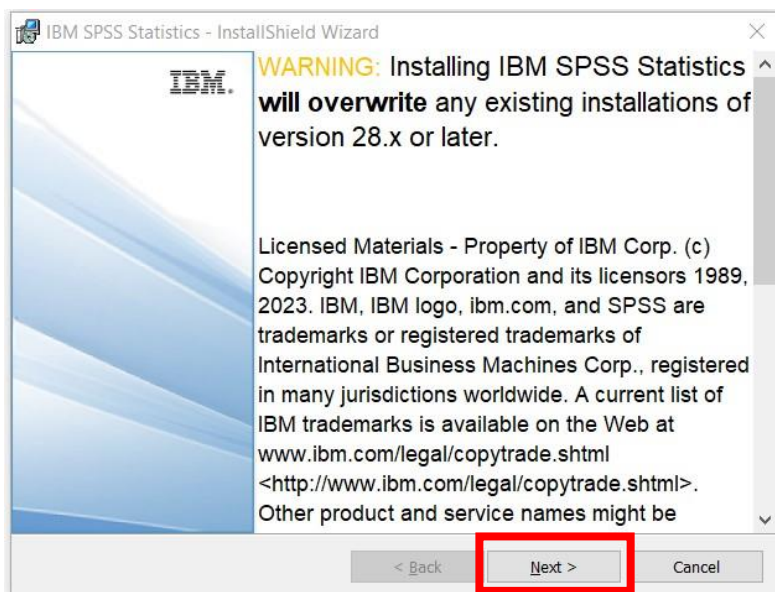 IBM SPSS Statistics - InstallShield Wizard
IBM.
WARNING: Installing IBM SPSS Statistics
will overwrite any existing installations of
version 28.x or later.
Licensed Materials - Property of IBM Corp. (c)
Copyright IBM Corporation and its licensors 1989,
2023. IBM, IBM logo, ibm.com, and SPSS are
trademarks or registered trademarks of
International Business Machines Corp., registered
in many jurisdictions worldwide. A current list of
IBM trademarks is available on the Web at
www.ibm.com/legal/copytrade.shtml
<http://www.ibm.com/legal/copytrade.shtml>.
Other product and service names might be
< Back
Next >
Cancel